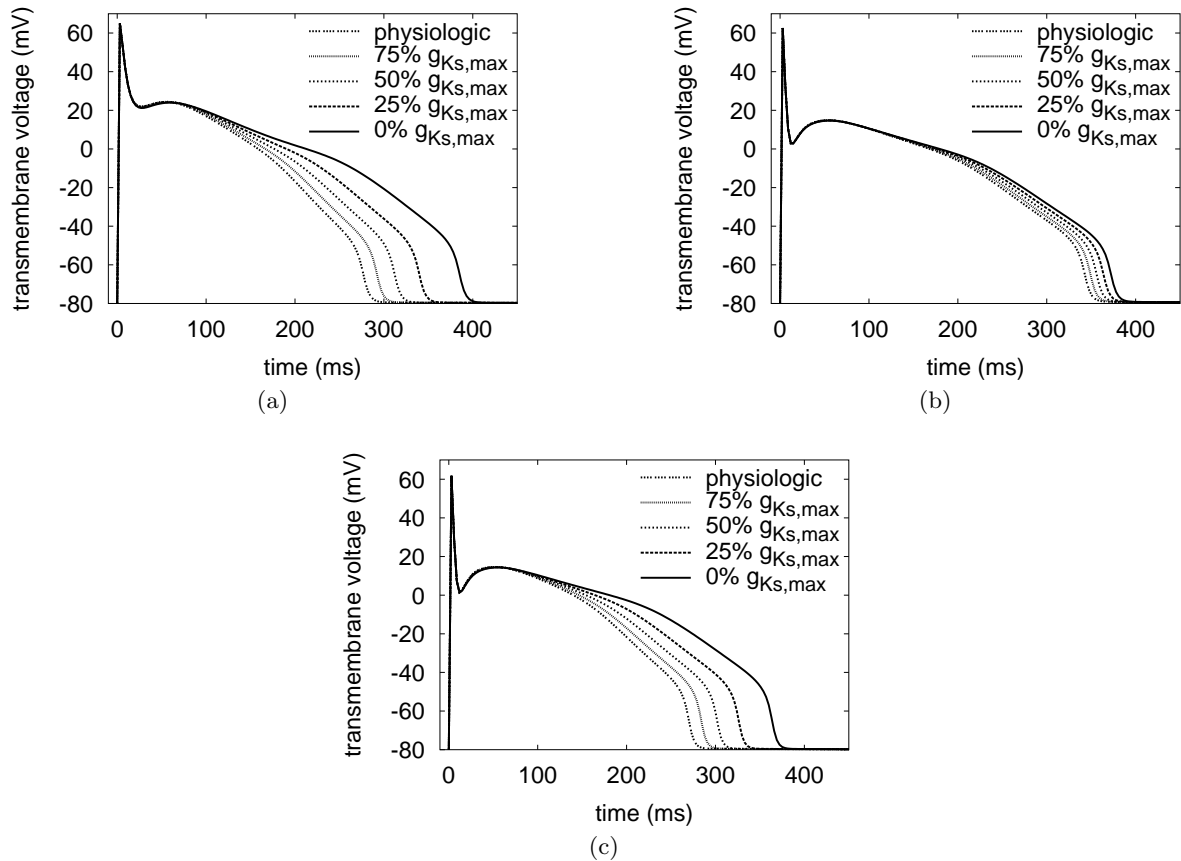 transmembrane voltage (mV)
60
40
20
0
-20
-40
-60
-80
physiologic
75% gKs,max
50% gKs,max
25% gKs,max
0% gKs,max
0 100 200 300 400
time (ms)
(a)
transmembrane voltage (mV)
60
40
20
0
-20
-40
-60
-80
physiologic
75% gKs,max
50% gKs,max
25% gKs,max
0% gKs,max
0 100 200 300 400
time (ms)
(b)
transmembrane voltage (mV)
60
40
20
0
-20
-40
-60
-80
physiologic
75% gKs,max
50% gKs,max
25% gKs,max
0% gKs,max
0 100 200 300 400
time (ms)
(c)